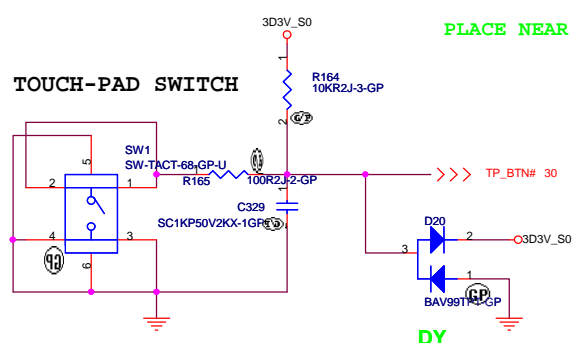 3D3V_S0
PLACE NEAR
TOUCH-PAD SWITCH
1
R164
10KR2J-3-GP
2
GP
SW1
SW-TACT-68-GP-U
5
2
1
R165
100R2J-2-GP
1
TP_BTN# 30
C329
SC1KP50V2KX-1GP
D20
4
3
2
3D3V_S0
3
6
GP
1
GP
DY